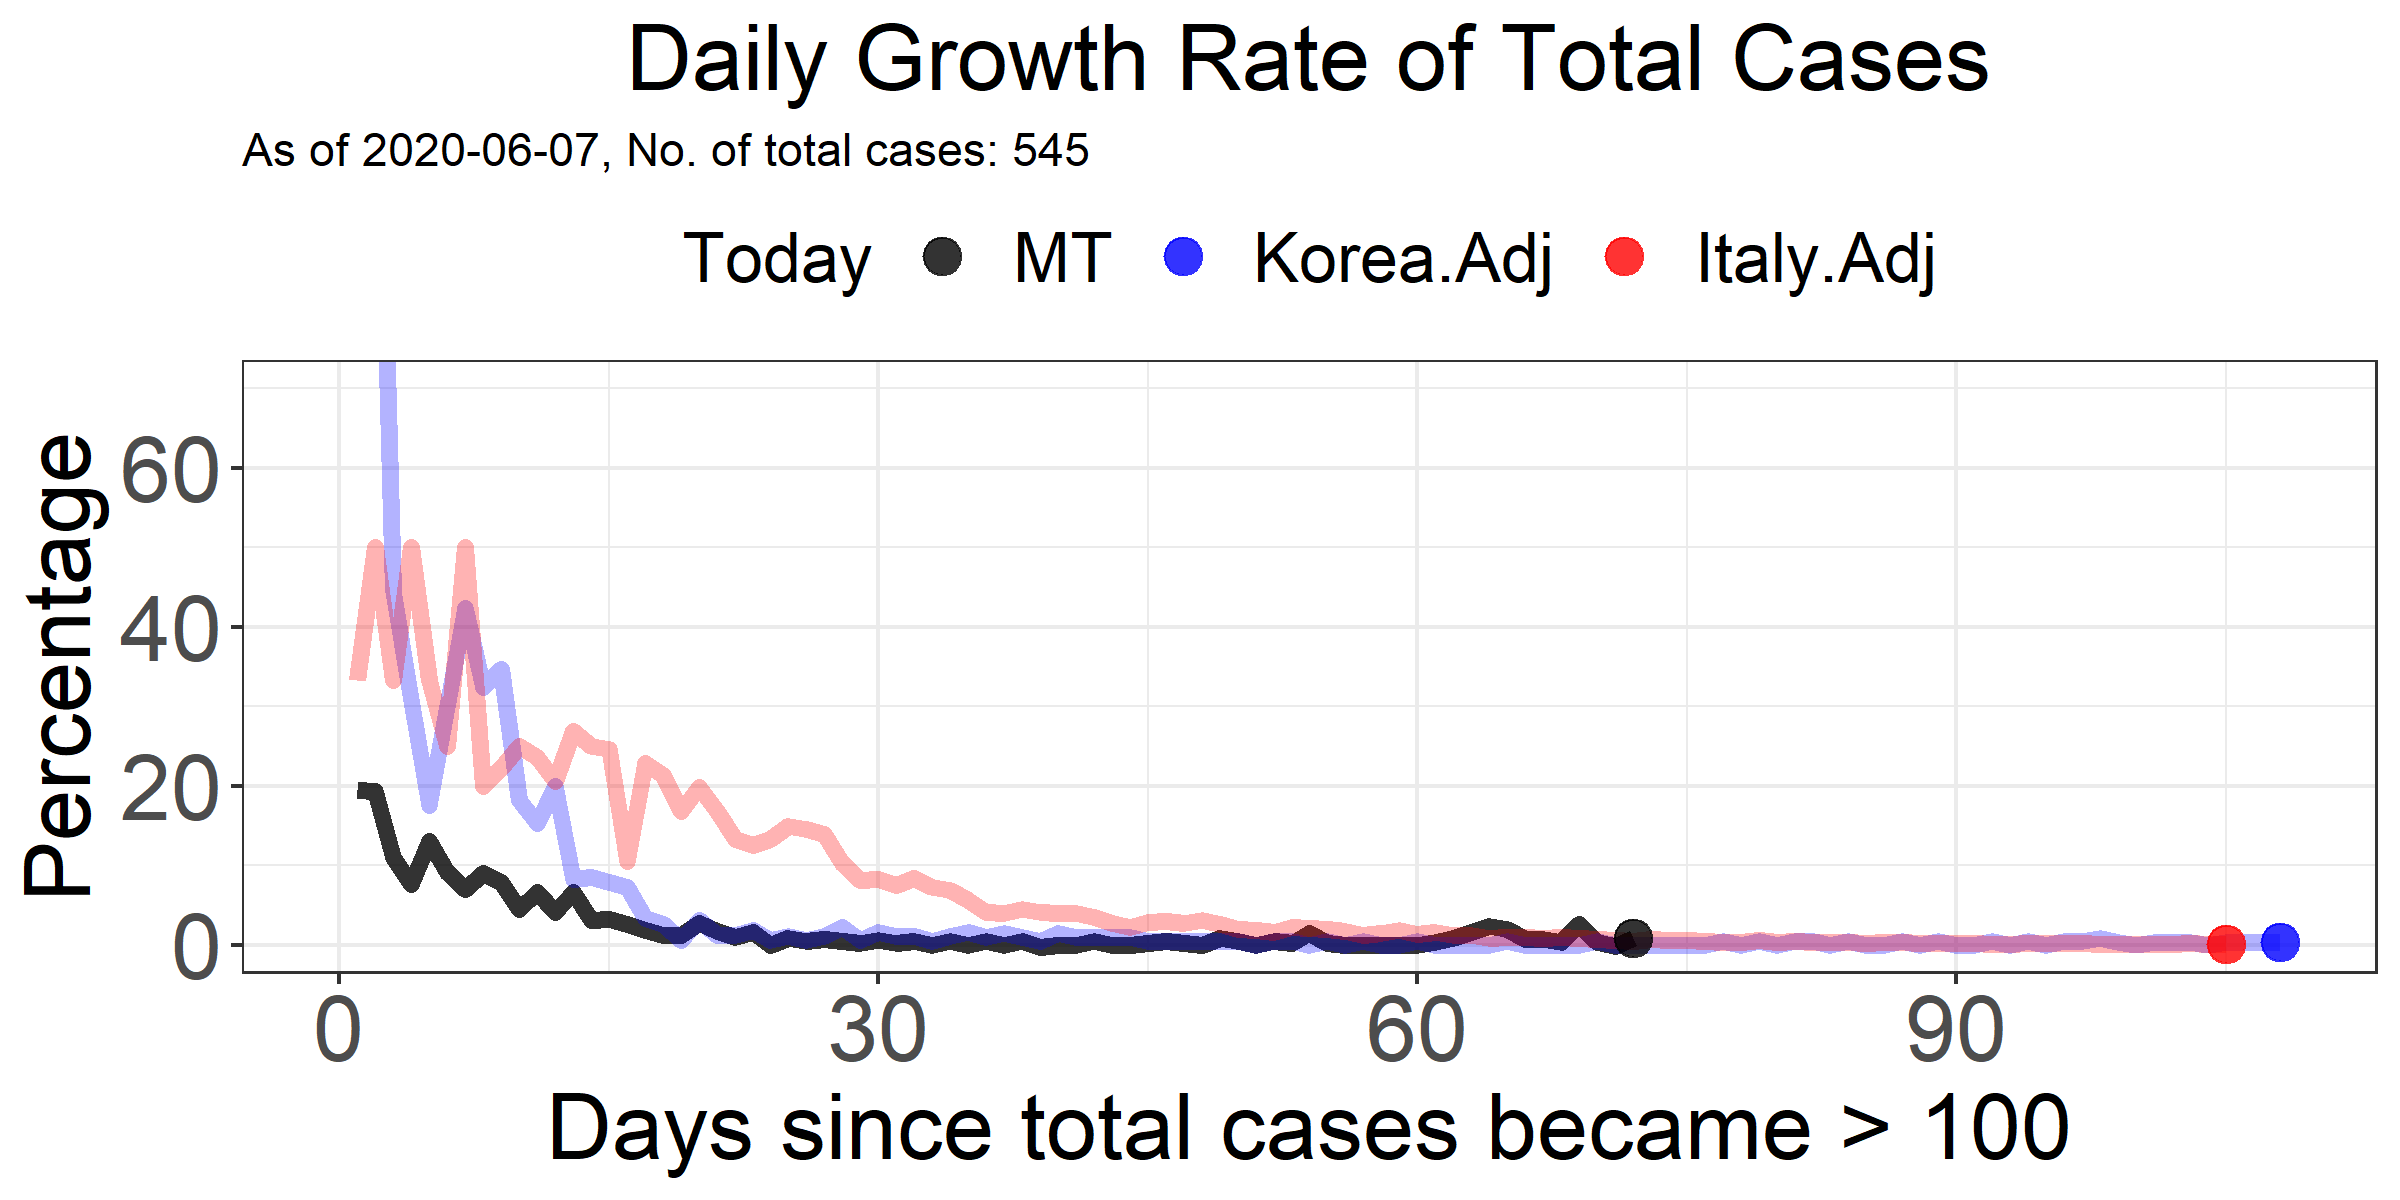 Daily Growth Rate of Total Cases
As of 2020-06-07, No. of total cases: 545
Today MT Korea.Adj Italy.Adj
Percentage
60
40
20
0
0 30 60 90
Days since total cases became > 100